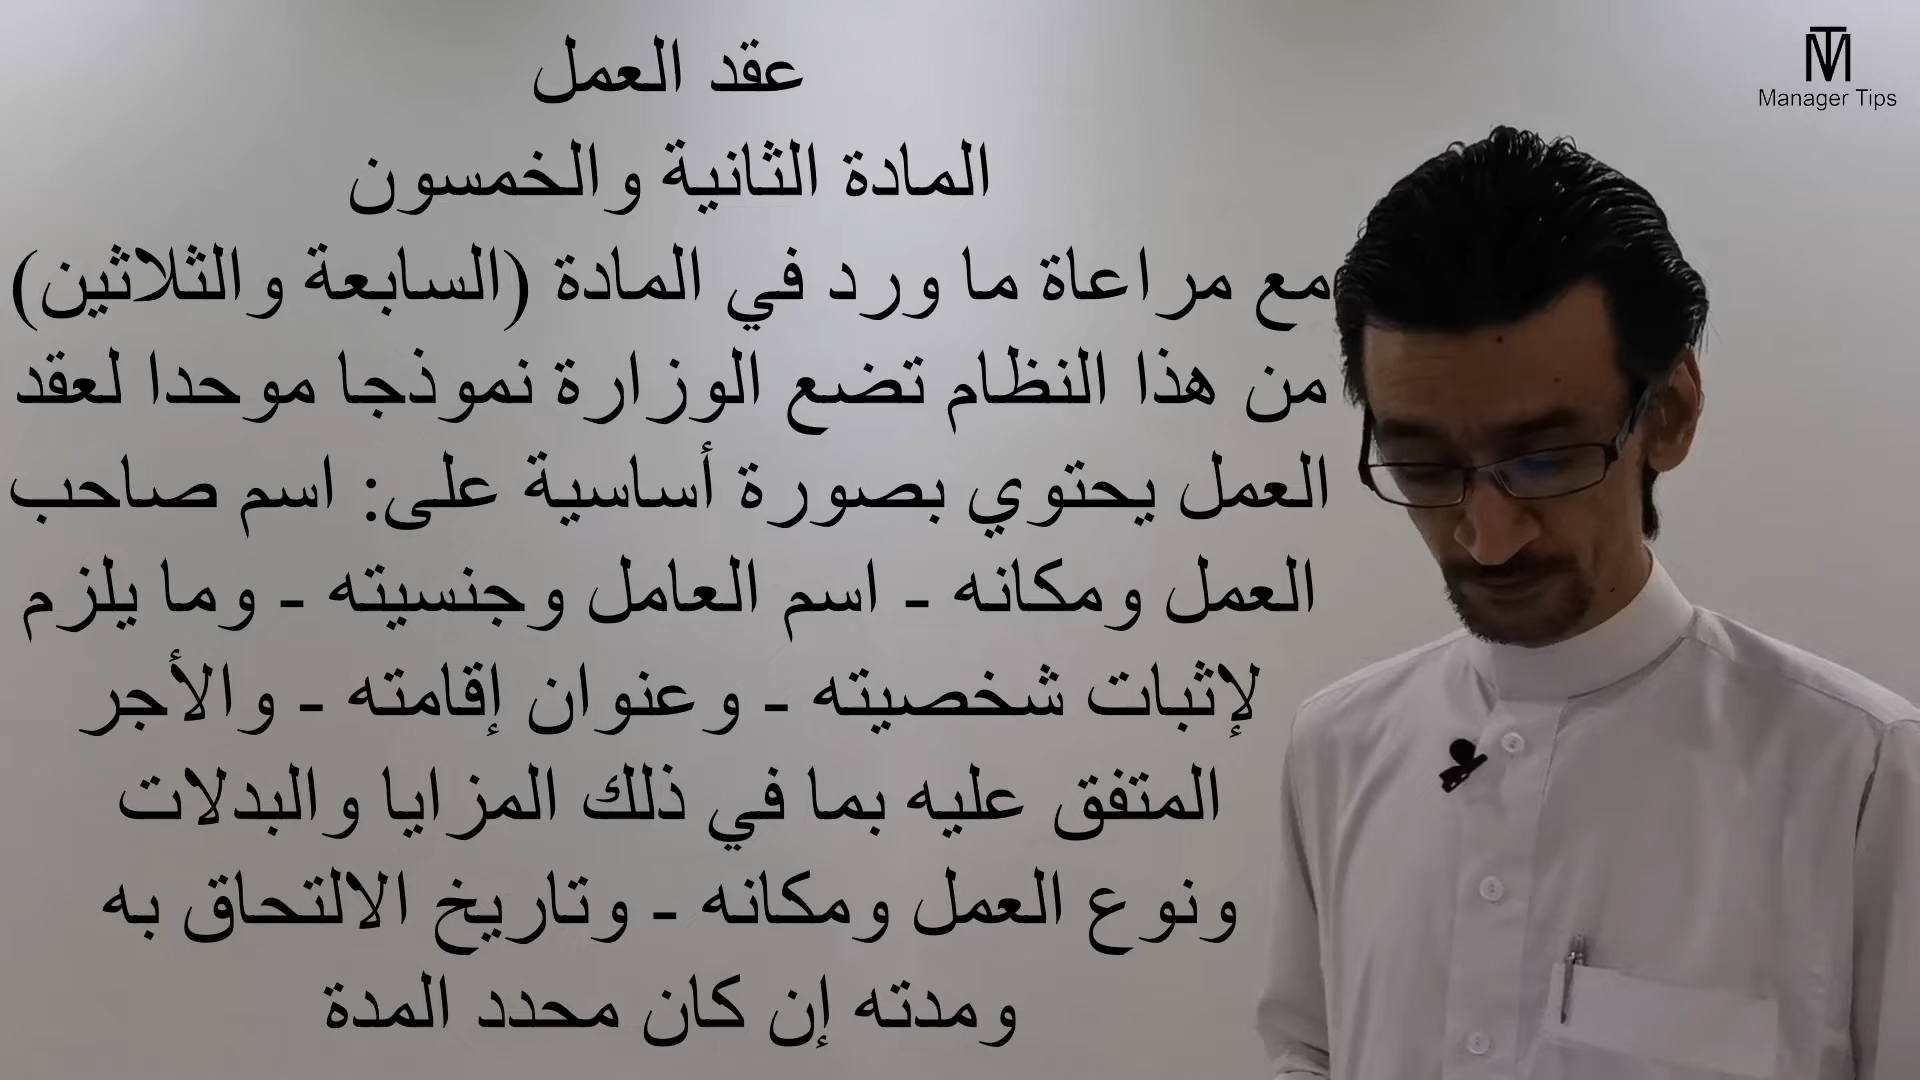 عقد العمل
المادة الثانية والخمسون
مع مراعاة ما ورد في المادة (السابعة والثلاثين)
من هذا النظام تضع الوزارة نموذجا موحدا لعقد
العمل يحتوي بصورة أساسية على: اسم صاحب
العمل ومكانه - اسم العامل وجنسيته - وما يلزم
لإثبات شخصيته - وعنوان إقامته - والأجر
المتفق عليه بما في ذلك المزايا والبدلات
ونوع العمل ومكانه - وتاريخ الالتحاق به
ومدته إن كان محدد المدة
MT
Manager Tips